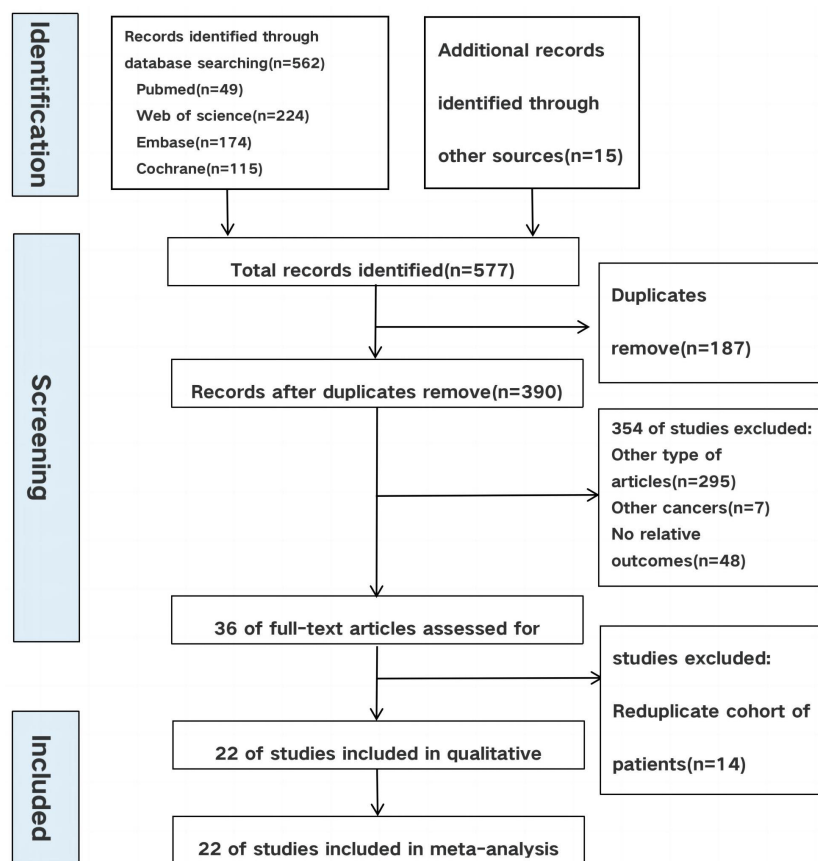 Identification
Records identified through
database searching(n=562)
Pubmed(n=49)
Web of science(n=224)
Embase(n=174)
Cochrane(n=115)
Additional records
identified through
other sources(n=15)
Screening
Total records identified(n=577)
Duplicates
remove(n=187)
Records after duplicates remove(n=390)
354 of studies excluded:
Other type of
articles(n=295)
Other cancers(n=7)
No relative
outcomes(n=48)
36 of full-text articles assessed for
studies excluded:
Reduplicate cohort of
patients(n=14)
Included
22 of studies included in qualitative
22 of studies included in meta-analysis